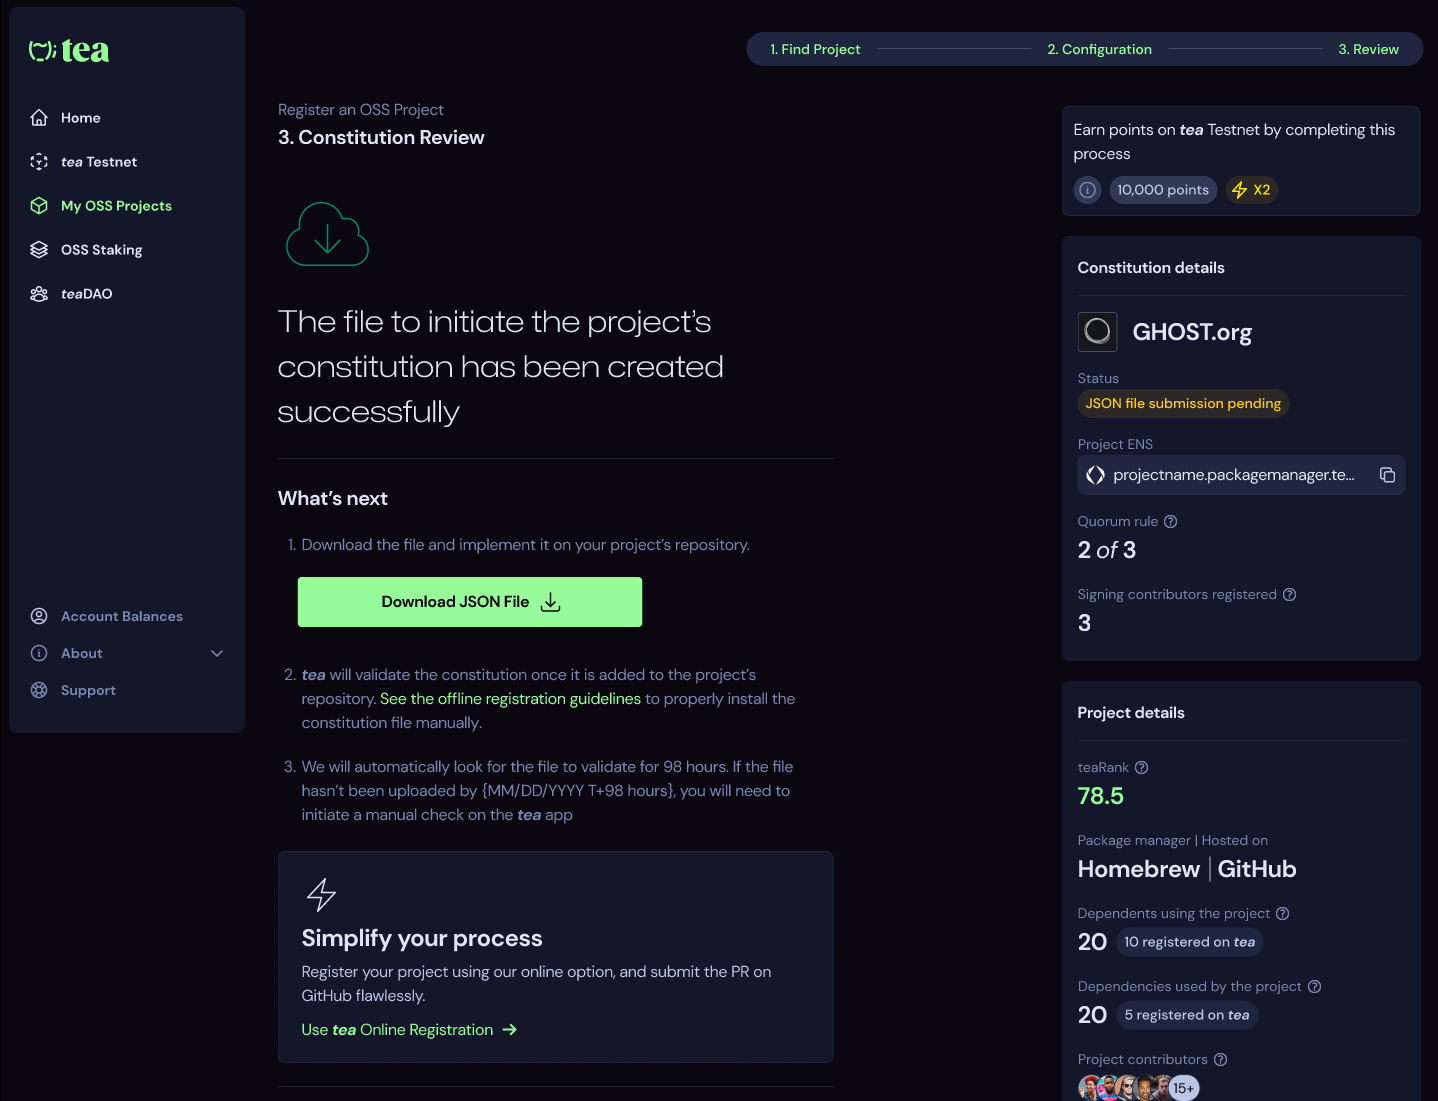 tea
Home
tea Testnet
My OSS Projects
OSS Staking
teaDAO
Account Balances
About
Support
1. Find Project
2. Configuration
3. Review
Register an OSS Project
3. Constitution Review
The file to initiate the project’s
constitution has been created
successfully
What’s next
1. Download the file and implement it on your project’s repository.
Download JSON File
2. tea will validate the constitution once it is added to the project’s
repository. See the offline registration guidelines to properly install the
constitution file manually.
3. We will automatically look for the file to validate for 98 hours. If the file
hasn’t been uploaded by {MM/DD/YYYY T+98 hours}, you will need to
initiate a manual check on the tea app
Simplify your process
Register your project using our online option, and submit the PR on
GitHub flawlessly.
Use tea Online Registration
Earn points on tea Testnet by completing this
process
10,000 points
X2
Constitution details
GHOST.org
Status
JSON file submission pending
Project ENS
projectname.packagemanager.te...
Quorum rule
2 of 3
Signing contributors registered
3
Project details
teaRank
78.5
Package manager | Hosted on
Homebrew | GitHub
Dependents using the project
20 10 registered on tea
Dependencies used by the project
20 5 registered on tea
Project contributors
15+